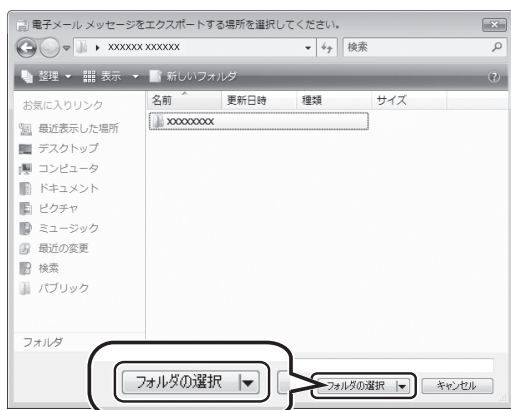 電子メール メッセージをエクスポートする場所を選択してください。
xxxxxx xxxxxx
検索
整理 表示 新しいフォルダ
お気に入りリンク
最近表示した場所
デスクトップ
コンピュータ
ドキュメント
ピクチャ
ミュージック
最近の変更
検索
パブリック
フォルダ
名前 更新日時 種類 サイズ
xxxxxxxx
フォルダの選択
フォルダの選択 キャンセル